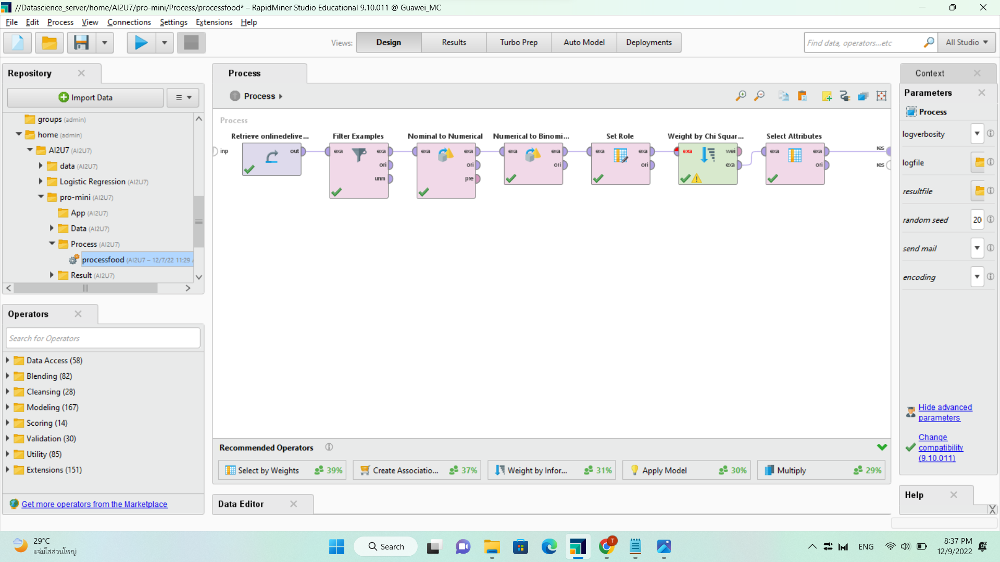 //Datascience_server/home/AI2U7/pro-mini/Process/processfood* – RapidMiner Studio Educational 9.10.011 @ Guawei_MC
File Edit Process View Connections Settings Extensions Help
Views: Design Results Turbo Prep Auto Model Deployments
Find data, operators...etc
All Studio
Repository
Import Data
groups (admin)
home (admin)
AI2U7 (AI2U7)
data (AI2U7)
Logistic Regression (AI2U7)
pro-mini (AI2U7)
App (AI2U7)
Data (AI2U7)
Process (AI2U7)
processfood (AI2U7 – 12/7/22 11:29
Result (AI2U7)
Operators
Search for Operators
Data Access (58)
Blending (82)
Cleansing (28)
Modeling (167)
Scoring (14)
Validation (30)
Utility (85)
Extensions (151)
Get more operators from the Marketplace
Process
Process
Process
inp
Retrieve onlinedelive...
out
Filter Examples
exa exa
ori
unm
Nominal to Numerical
exa exa
ori
pre
Numerical to Binomi...
exa exa
ori
Set Role
exa exa
ori
Weight by Chi Squar...
exa wei
exa
Select Attributes
exa exa
ori
res
res
Recommended Operators
Select by Weights 39%
Create Associatio... 37%
Weight by Infor... 31%
Apply Model 30%
Multiply 29%
Data Editor
Context
Parameters
Process
logverbosity
logfile
resultfile
random seed 20
send mail
encoding
Hide advanced
parameters
Change
compatibility
(9.10.011)
Help
29°C
แจ่มใสส่วนใหญ่
Search
T
ENG
8:37 PM
12/9/2022